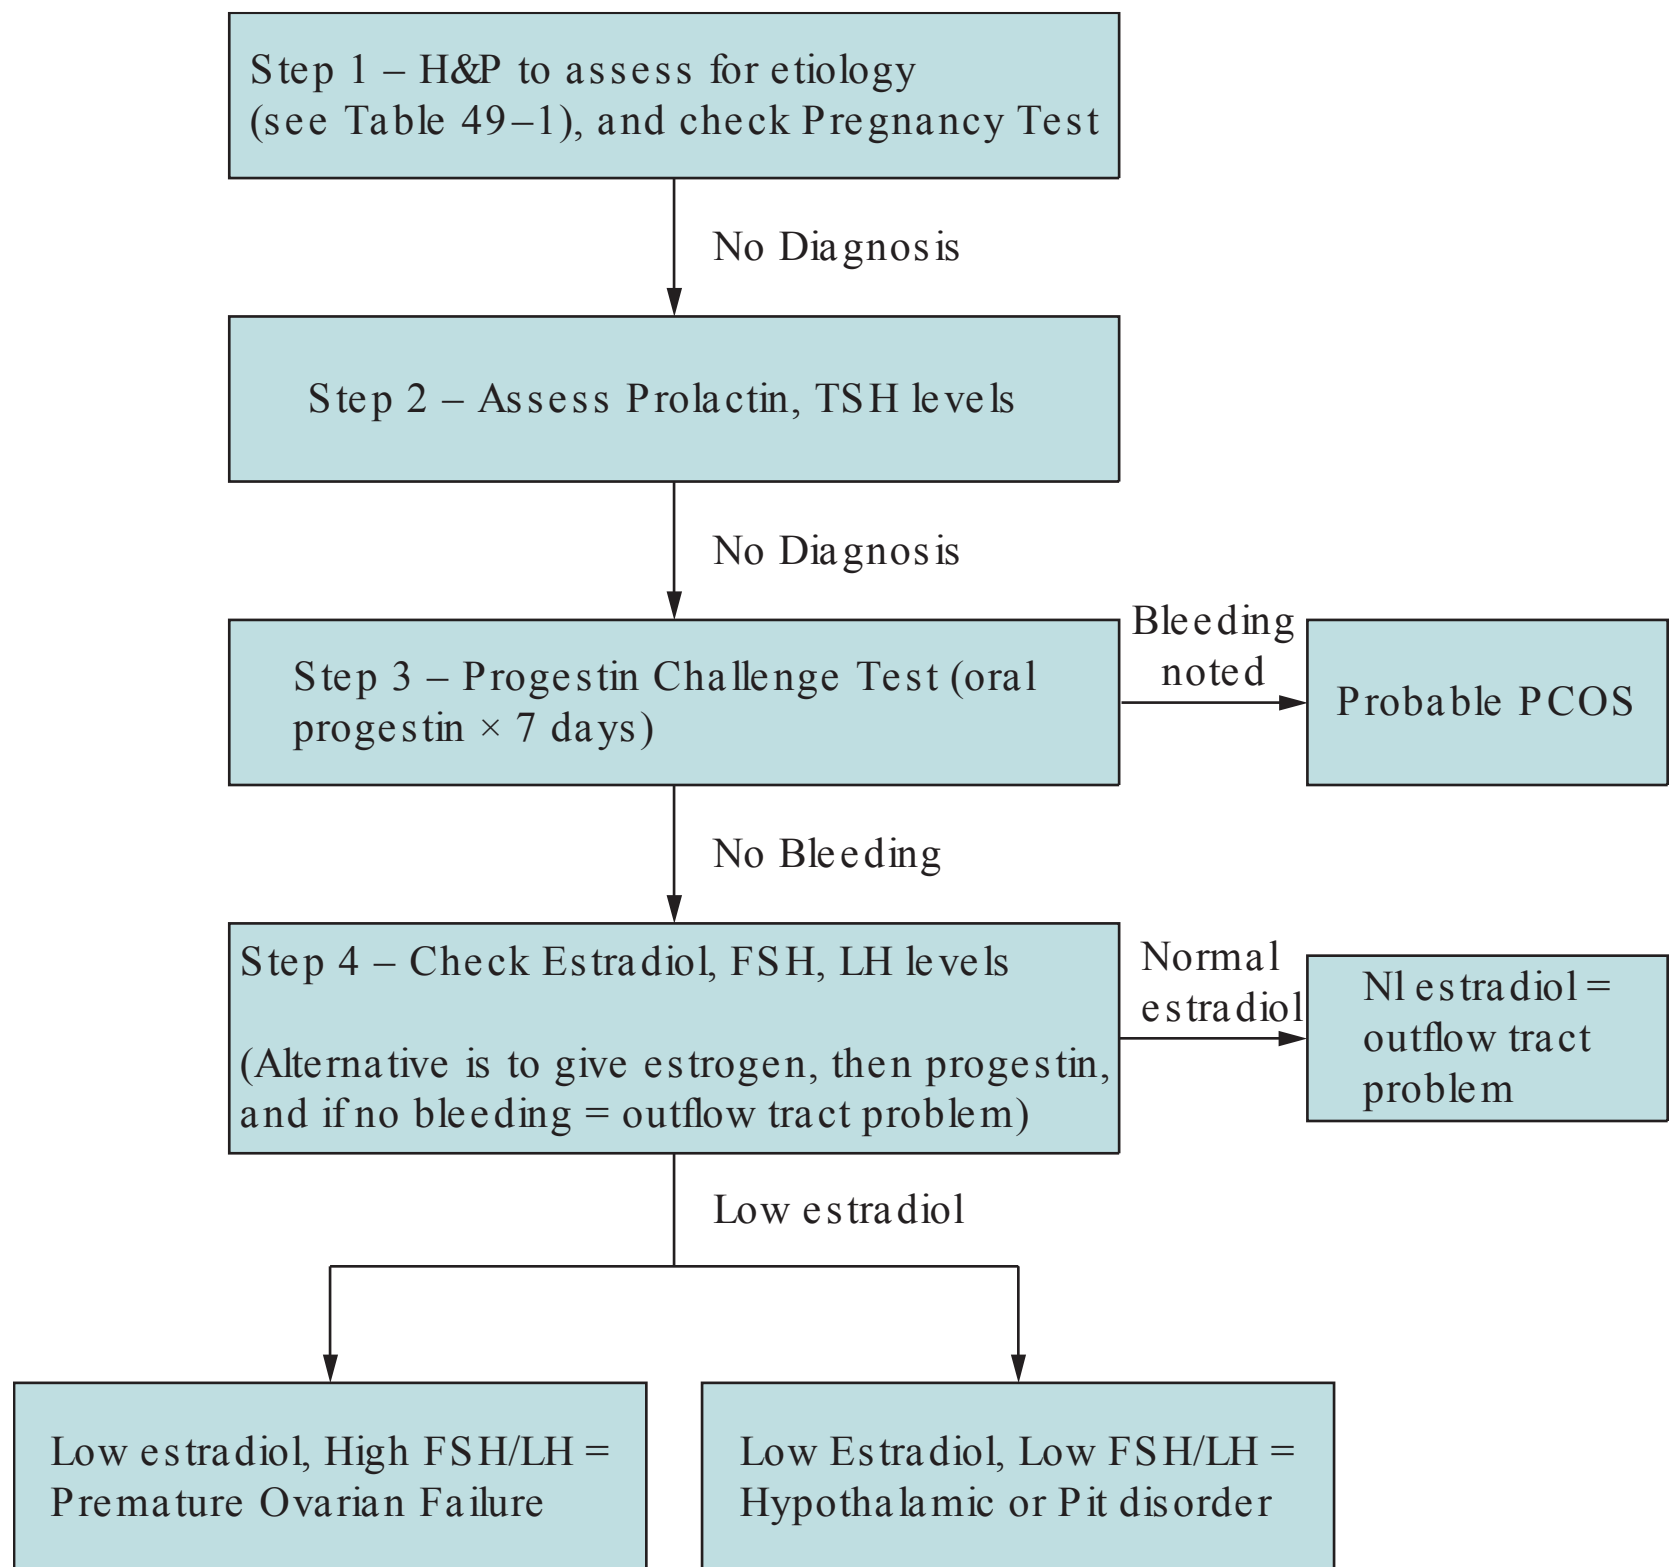 Step 1 – H&P to assess for etiology
(see Table 49–1), and check Pregnancy Test
No Diagnosis
Step 2 – Assess Prolactin, TSH levels
No Diagnosis
Step 3 – Progestin Challenge Test (oral
progestin × 7 days)
Bleeding
noted
Probable PCOS
No Bleeding
Step 4 – Check Estradiol, FSH, LH levels
(Alternative is to give estrogen, then progestin,
and if no bleeding = outflow tract problem)
Normal
estradiol
Nl estradiol =
outflow tract
problem
Low estradiol
Low estradiol, High FSH/LH =
Premature Ovarian Failure
Low Estradiol, Low FSH/LH =
Hypothalamic or Pit disorder